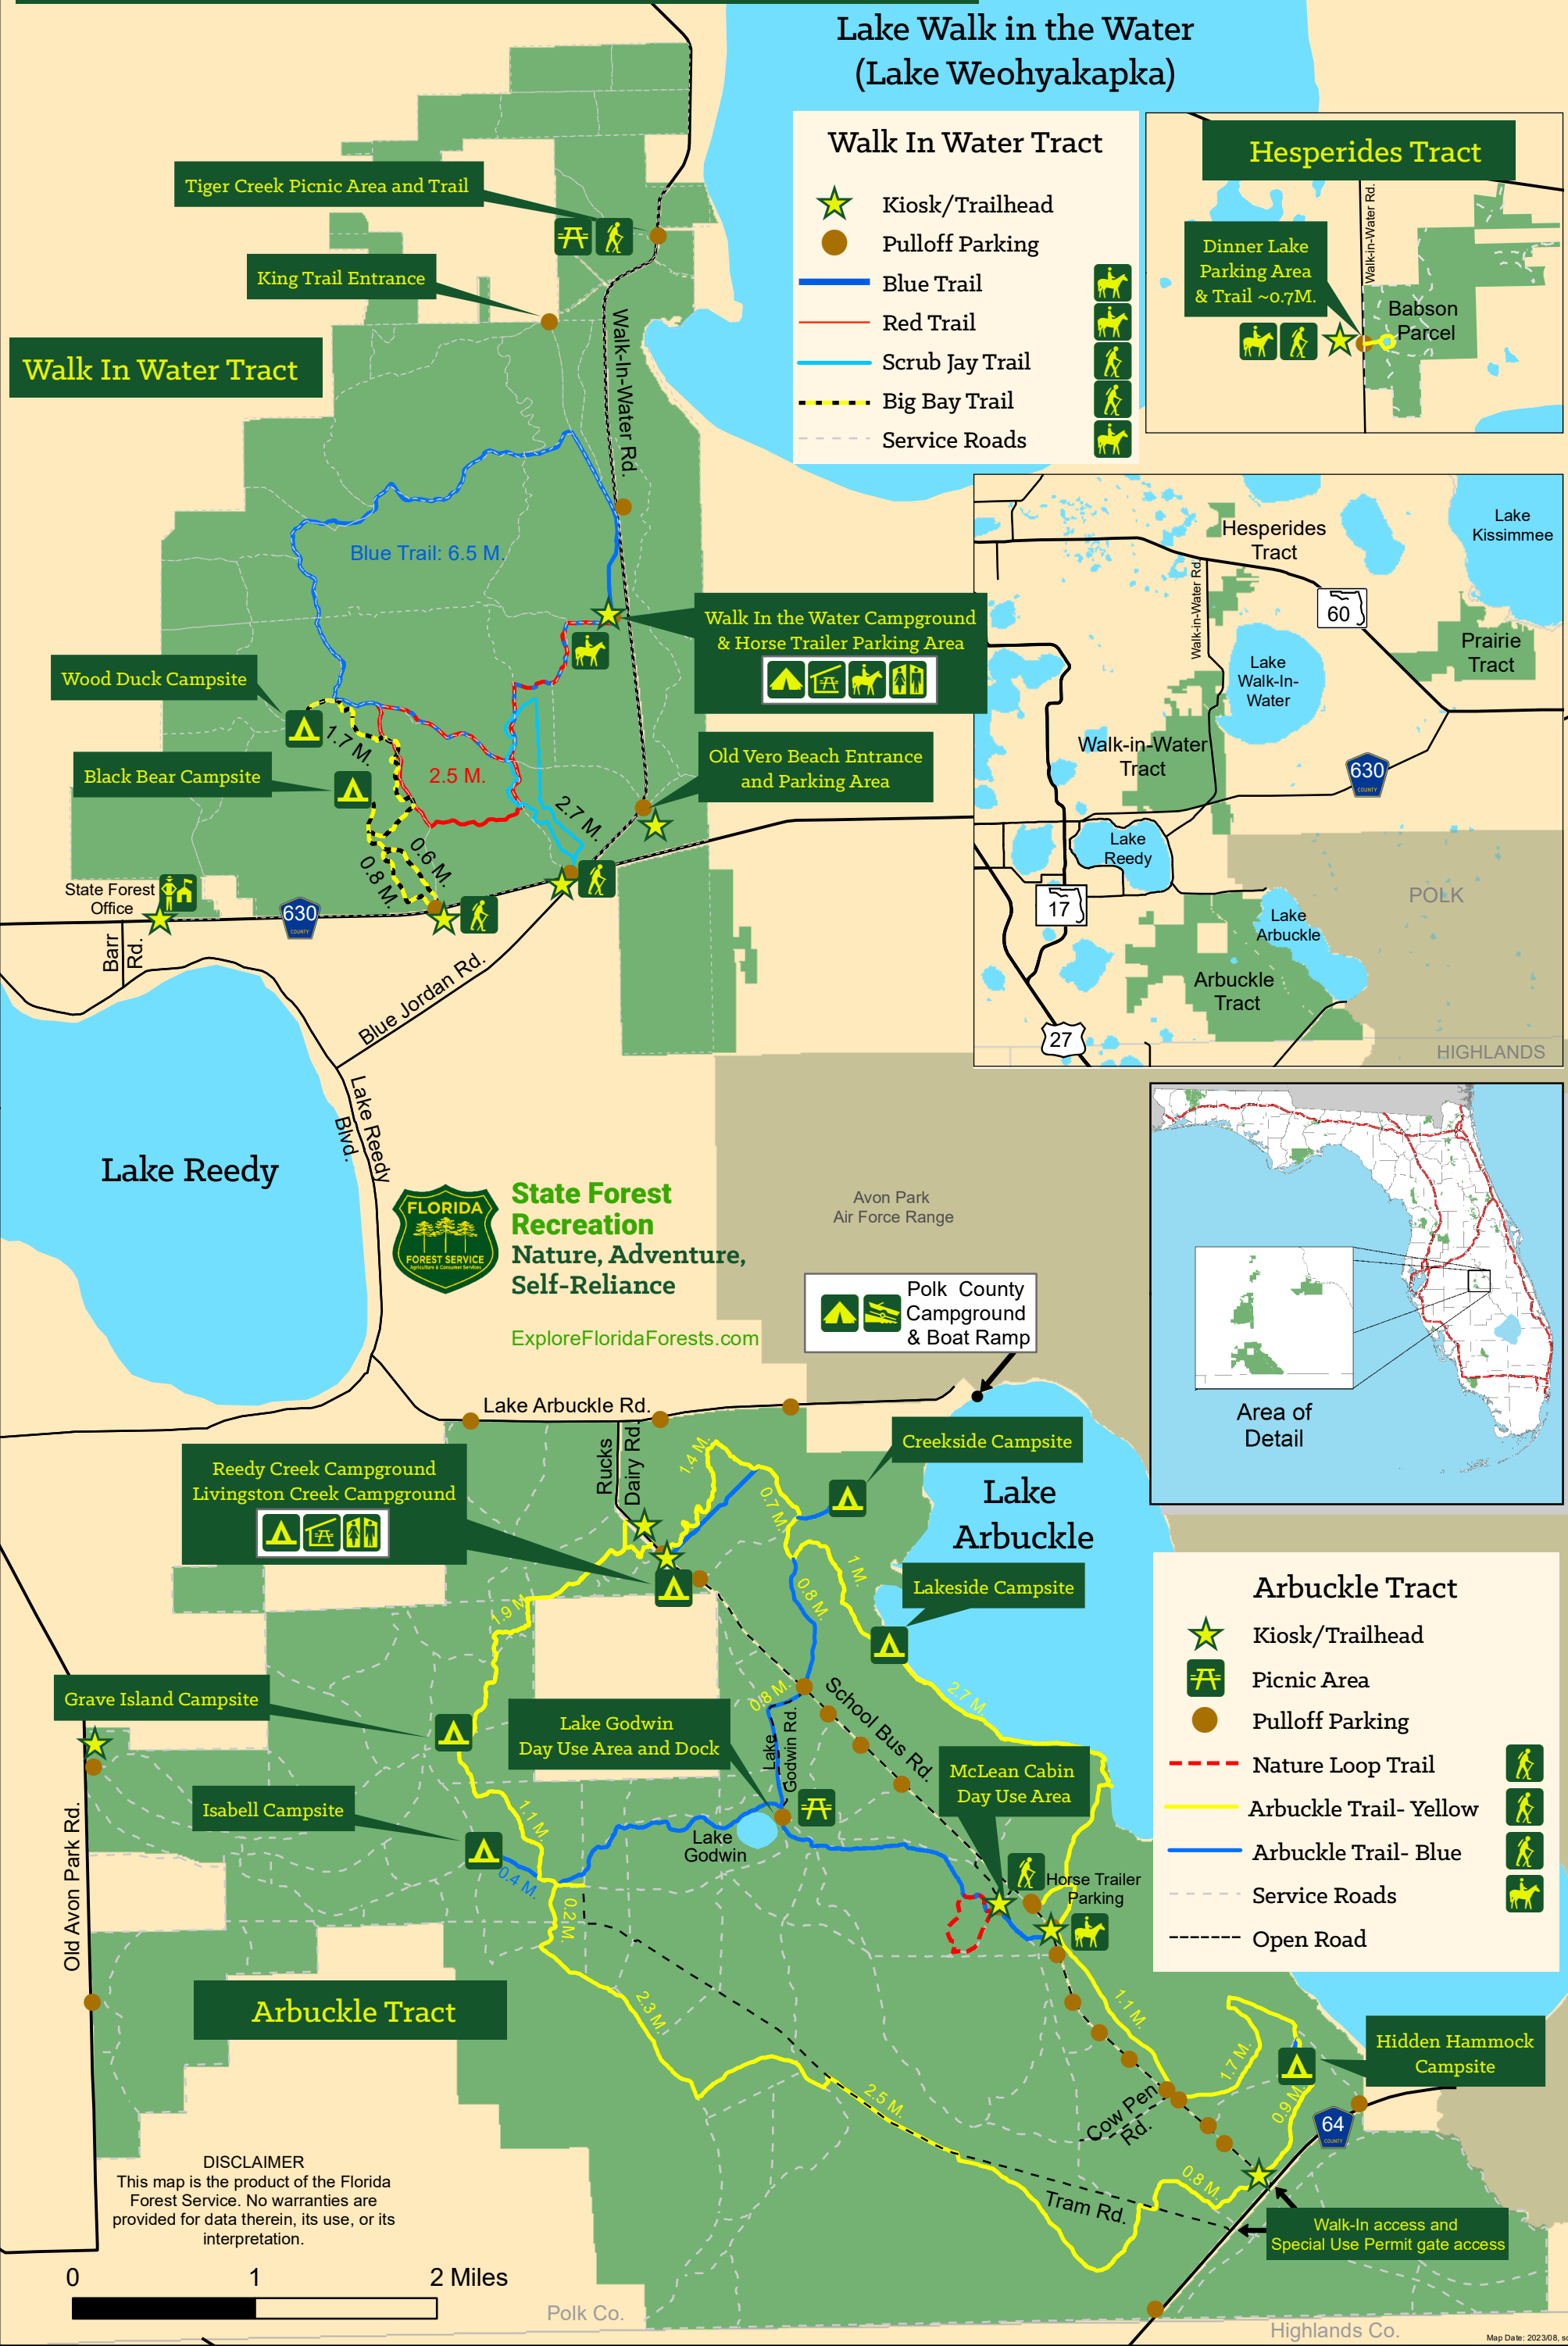 Lake Walk in the Water
(Lake Weohyakapka)
Walk In Water Tract
Kiosk/Trailhead
Pulloff Parking
Blue Trail
Red Trail
Scrub Jay Trail
Big Bay Trail
Service Roads
Hesperides Tract
Walk-in-Water Rd.
Dinner Lake
Parking Area
& Trail ~0.7M.
Babson
Parcel
Tiger Creek Picnic Area and Trail
King Trail Entrance
Walk In Water Tract
Walk-In-Water Rd.
Blue Trail: 6.5 M.
Walk In the Water Campground
& Horse Trailer Parking Area
Wood Duck Campsite
1.7 M.
Black Bear Campsite
2.5 M.
Old Vero Beach Entrance
and Parking Area
2.7 M.
0.6 M.
0.8 M.
State Forest
Office
630
COUNTY
Barr
Rd.
Blue Jordan Rd.
Lake Reedy
Blvd.
Lake Reedy
Hesperides
Tract
Lake
Kissimmee
Walk-in-Water Rd.
60
Prairie
Tract
Lake
Walk-In-
Water
Walk-in-Water
Tract
630
COUNTY
Lake
Reedy
17
POLK
Lake
Arbuckle
Arbuckle
Tract
27
HIGHLANDS
FLORIDA
FOREST SERVICE
Agriculture & Consumer Services
State Forest
Recreation
Nature, Adventure,
Self-Reliance
ExploreFloridaForests.com
Avon Park
Air Force Range
Polk County
Campground
& Boat Ramp
Area of
Detail
Lake Arbuckle Rd.
Rucks
Dairy Rd.
1.4 M.
Creekside Campsite
Reedy Creek Campground
Livingston Creek Campground
0.7 M.
Lake
Arbuckle
1 M.
0.8 M.
Lakeside Campsite
1.9 M.
Grave Island Campsite
0.8 M.
School Bus Rd.
2.7 M.
Lake Godwin
Day Use Area and Dock
Lake
Godwin Rd.
McLean Cabin
Day Use Area
Isabell Campsite
1.1 M.
Lake
Godwin
0.4 M.
0.2 M.
Horse Trailer
Parking
Old Avon Park Rd.
Arbuckle Tract
2.3 M.
1.1 M.
1.7 M.
Hidden Hammock
Campsite
2.5 M.
Cow Pen
Rd.
0.9 M.
64
COUNTY
0.8 M.
Tram Rd.
Walk-In access and
Special Use Permit gate access
Arbuckle Tract
Kiosk/Trailhead
Picnic Area
Pulloff Parking
Nature Loop Trail
Arbuckle Trail- Yellow
Arbuckle Trail- Blue
Service Roads
Open Road
DISCLAIMER
This map is the product of the Florida
Forest Service. No warranties are
provided for data therein, its use, or its
interpretation.
0 1 2 Miles
Polk Co.
Highlands Co.
Map Date: 2023/08,